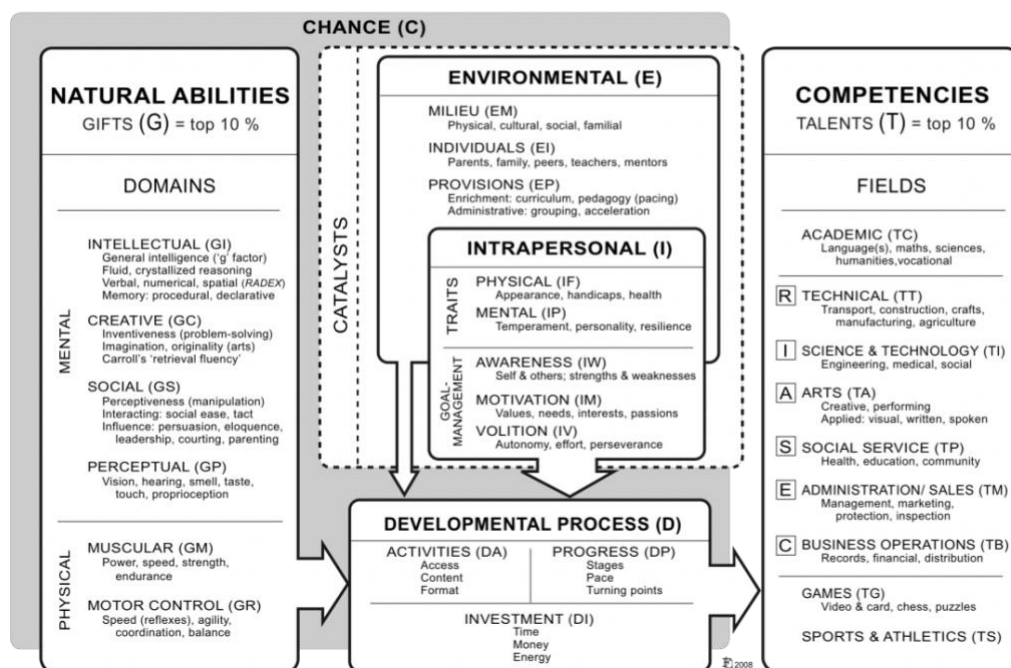 CHANCE (C)
NATURAL ABILITIES
GIFTS (G) = top 10 %
DOMAINS
MENTAL
INTELLECTUAL (GI)
General intelligence ('g' factor)
Fluid, crystallized reasoning
Verbal, numerical, spatial (RADEX)
Memory: procedural, declarative
CREATIVE (GC)
Inventiveness (problem-solving)
Imagination, originality (arts)
Carroll's 'retrieval fluency'
SOCIAL (GS)
Perceptiveness (manipulation)
Interacting: social ease, tact
Influence: persuasion, eloquence,
leadership, courting, parenting
PERCEPTUAL (GP)
Vision, hearing, smell, taste,
touch, proprioception
PHYSICAL
MUSCULAR (GM)
Power, speed, strength,
endurance
MOTOR CONTROL (GR)
Speed (reflexes), agility,
coordination, balance
CATALYSTS
ENVIRONMENTAL (E)
MILIEU (EM)
Physical, cultural, social, familial
INDIVIDUALS (EI)
Parents, family, peers, teachers, mentors
PROVISIONS (EP)
Enrichment: curriculum, pedagogy (pacing)
Administrative: grouping, acceleration
INTRAPERSONAL (I)
TRAITS
PHYSICAL (IF)
Appearance, handicaps, health
MENTAL (IP)
Temperament, personality, resilience
GOAL-
MANAGEMENT
AWARENESS (IW)
Self & others; strengths & weaknesses
MOTIVATION (IM)
Values, needs, interests, passions
VOLITION (IV)
Autonomy, effort, perseverance
DEVELOPMENTAL PROCESS (D)
ACTIVITIES (DA)
Access
Content
Format
PROGRESS (DP)
Stages
Pace
Turning points
INVESTMENT (DI)
Time
Money
Energy
COMPETENCIES
TALENTS (T) = top 10 %
FIELDS
ACADEMIC (TC)
Language(s), maths, sciences,
humanities,vocational
R TECHNICAL (TT)
Transport, construction, crafts,
manufacturing, agriculture
I SCIENCE & TECHNOLOGY (TI)
Engineering, medical, social
A ARTS (TA)
Creative, performing
Applied: visual, written, spoken
S SOCIAL SERVICE (TP)
Health, education, community
E ADMINISTRATION/ SALES (TM)
Management, marketing,
protection, inspection
C BUSINESS OPERATIONS (TB)
Records, financial, distribution
GAMES (TG)
Video & card, chess, puzzles
SPORTS & ATHLETICS (TS)
2008